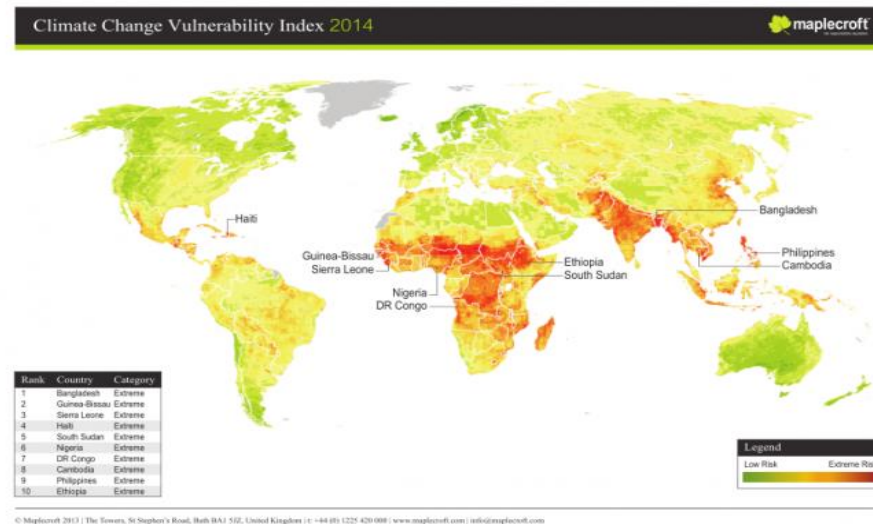 Climate Change Vulnerability Index 2014
maplecroft
Haiti
Bangladesh
Guinea-Bissau
Sierra Leone
Ethiopia
South Sudan
Philippines
Cambodia
Nigeria
DR Congo
Rank Country Category
1 Bangladesh Extreme
2 Guinea-Bissau Extreme
3 Sierra Leone Extreme
4 Haiti Extreme
5 South Sudan Extreme
6 Nigeria Extreme
7 DR Congo Extreme
8 Cambodia Extreme
9 Philippines Extreme
10 Ethiopia Extreme
Legend
Low Risk Extreme Ris
© Maplecroft 2013 | The Towers, St Stephen's Road, Bath BA1 5JZ, United Kingdom | t: +44 (0) 1225 420 000 | www.maplecroft.com | info@maplecroft.com